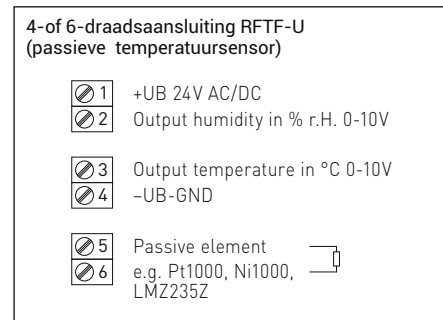 4-of 6-draadsaansluiting RFTF-U
(passieve temperatuursensor)
1 +UB 24V AC/DC
2 Output humidity in % r.H. 0-10V
3 Output temperature in °C 0-10V
4 –UB-GND
5 Passive element
6 e.g. Pt1000, Ni1000,
LMZ235Z